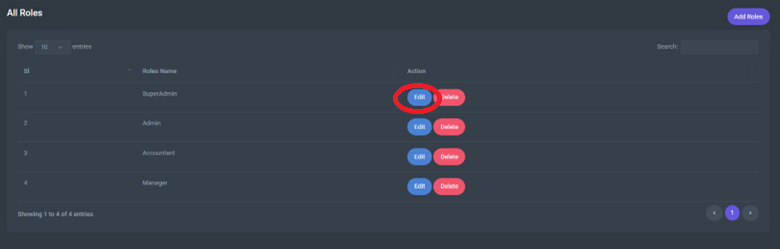 All Roles
Add Roles
Show 10 entries
Search:
Sl Roles Name Action
1 SuperAdmin Edit Delete
2 Admin Edit Delete
3 Accountant Edit Delete
4 Manager Edit Delete
Showing 1 to 4 of 4 entries
1